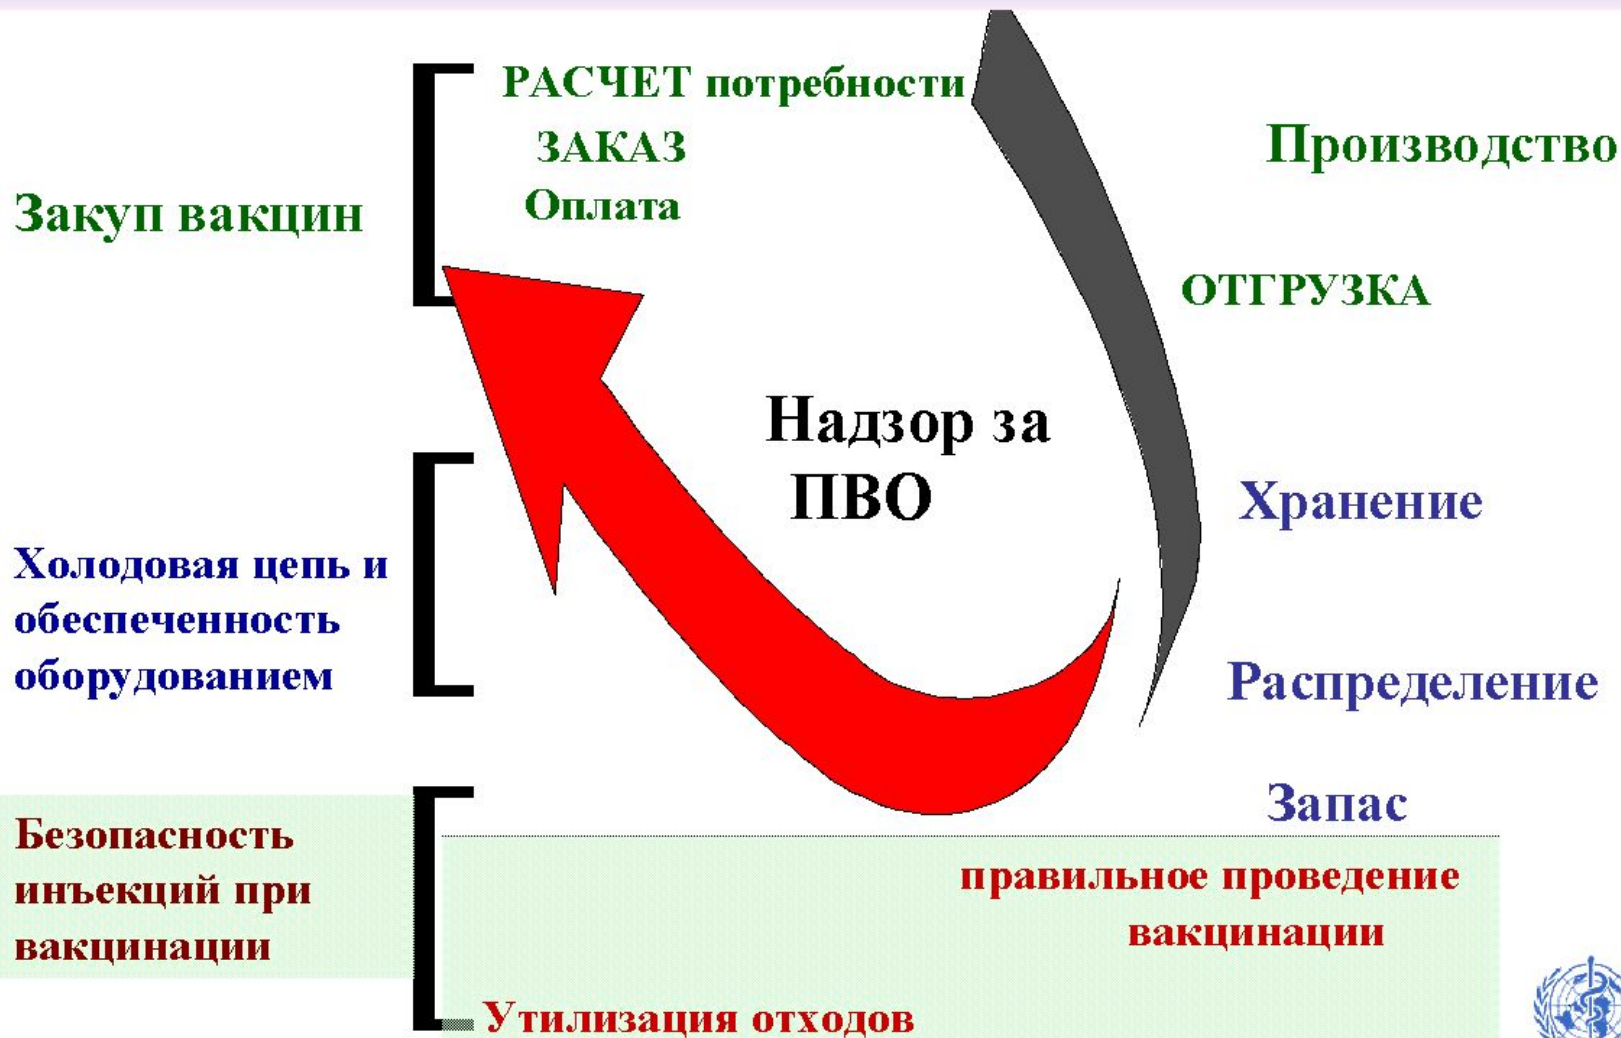 РАСЧЕТ потребности
ЗАКАЗ
Оплата
Закуп вакцин
Производство
ОТГРУЗКА
Надзор за
ПВО
Хранение
Холодовая цепь и
обеспеченность
оборудованием
Распределение
Запас
Безопасность
инъекций при
вакцинации
правильное проведение
вакцинации
Утилизация отходов